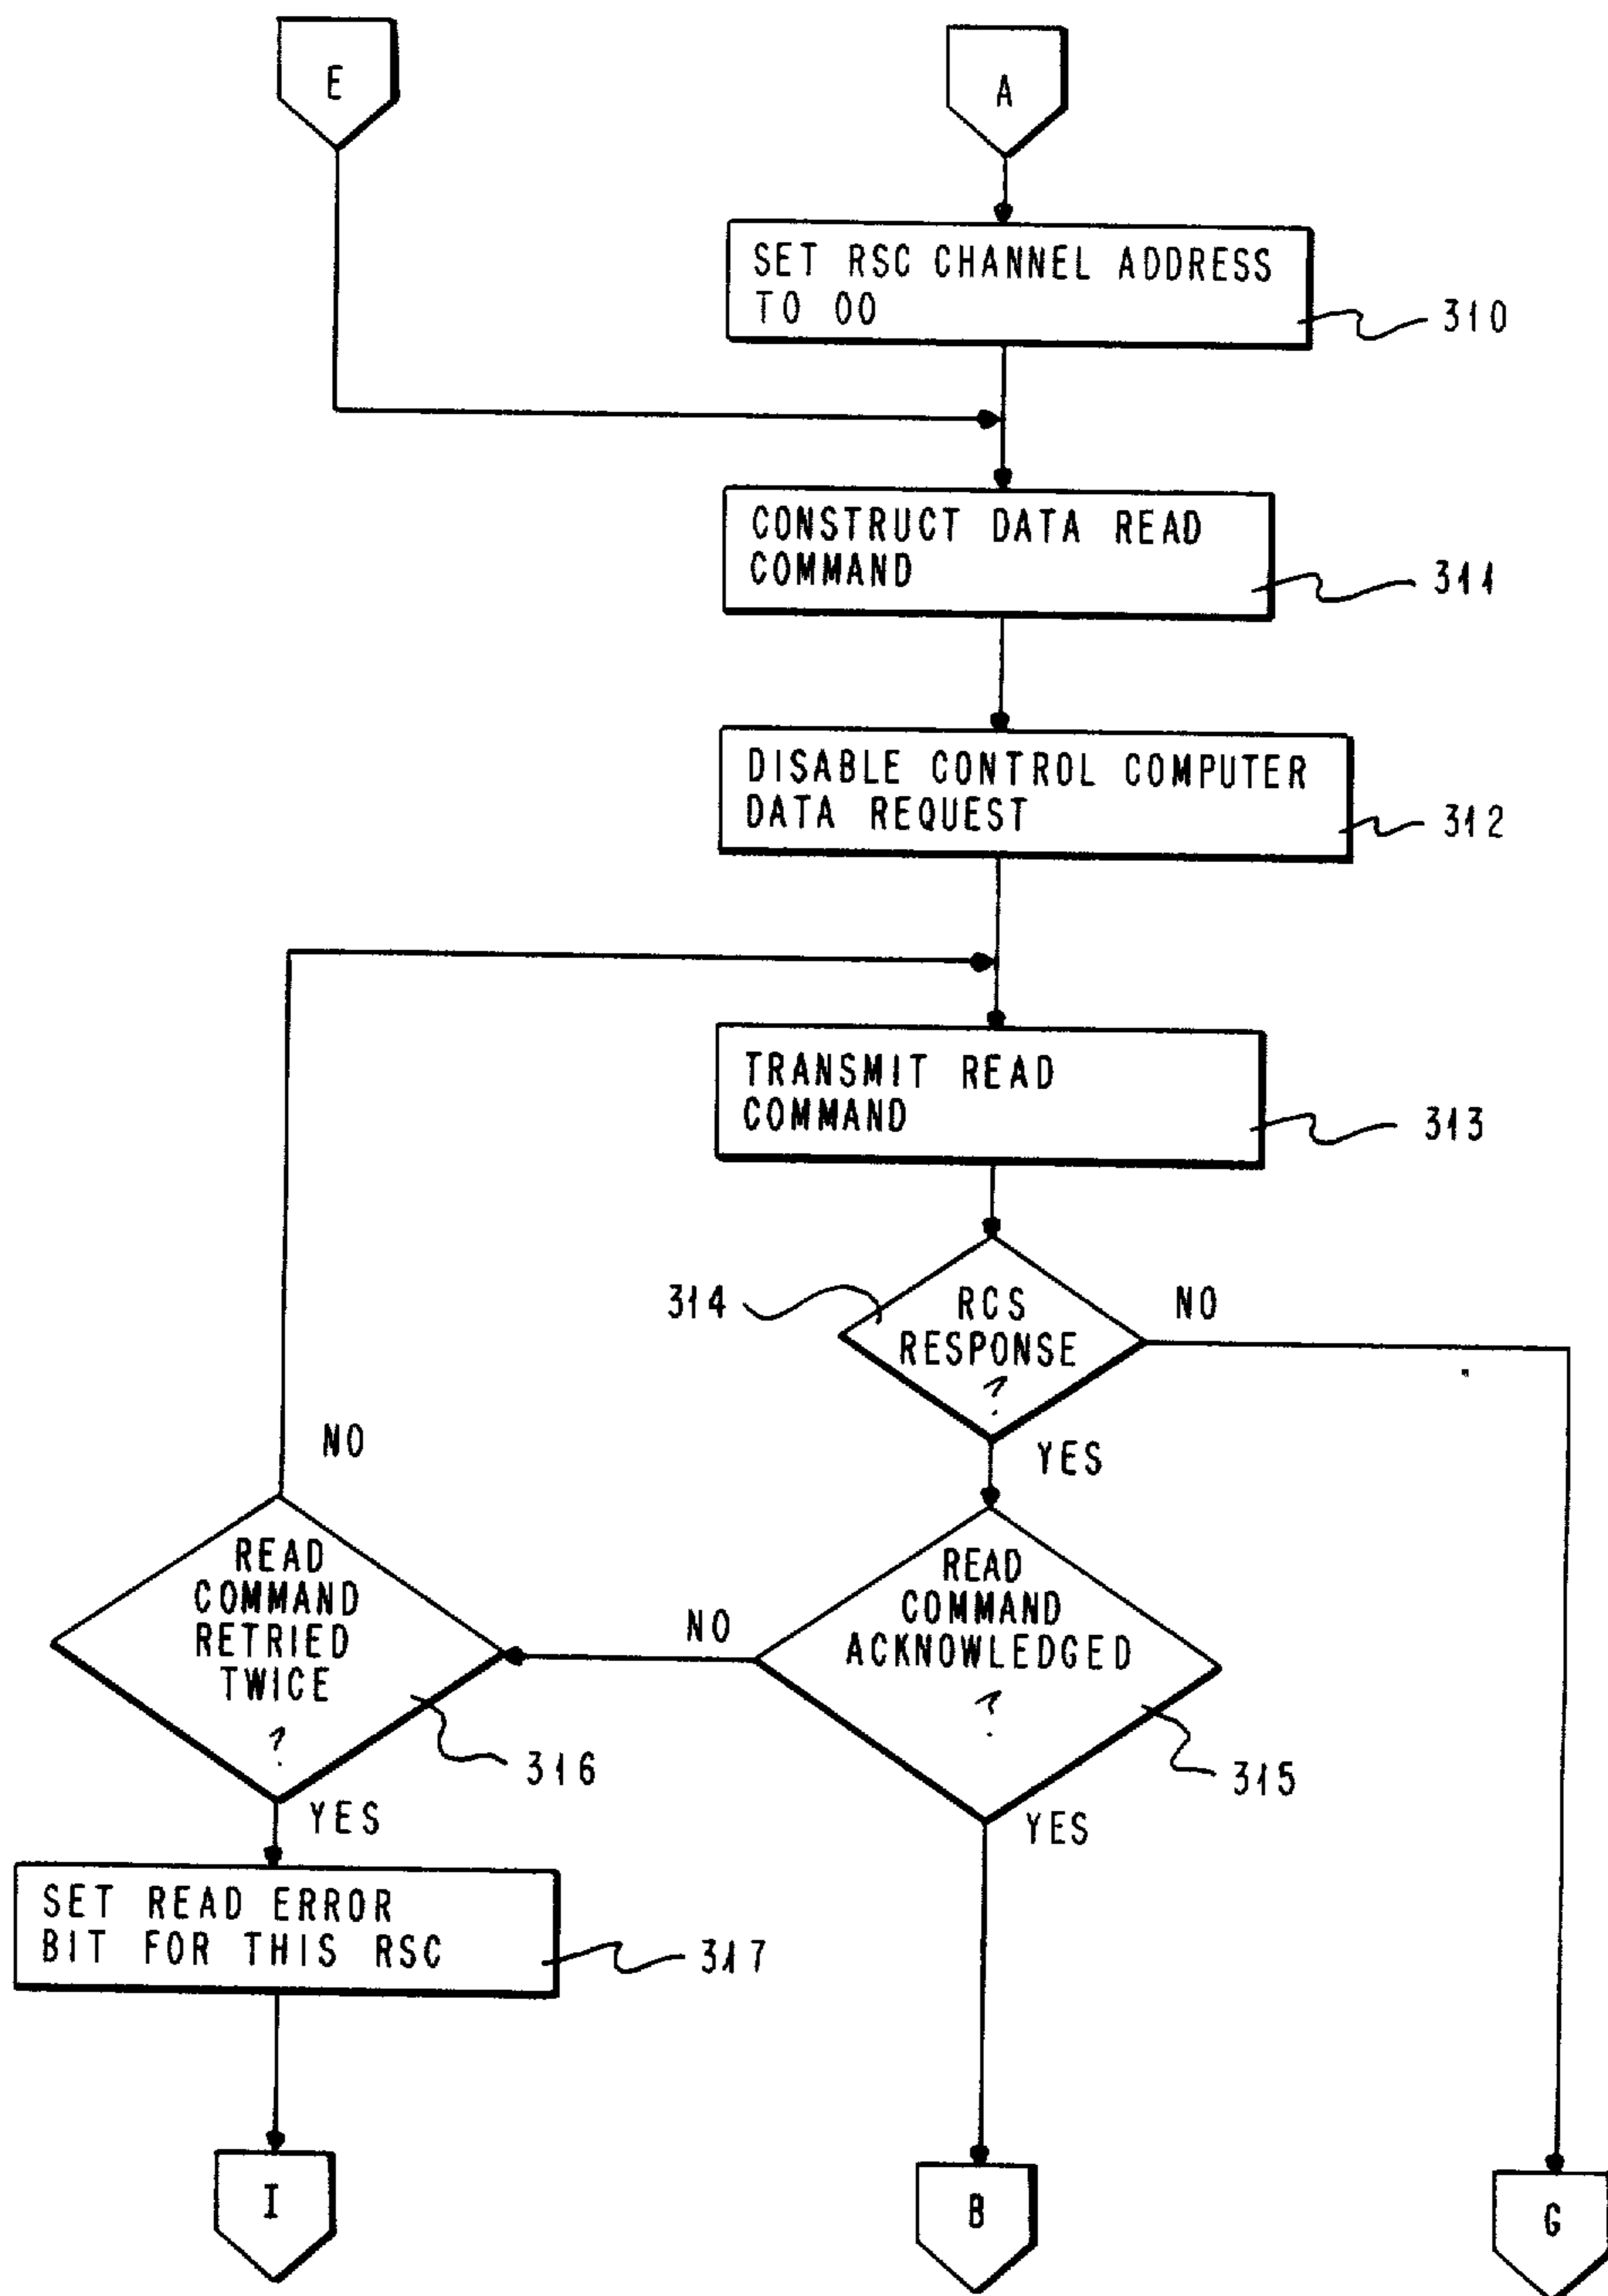 E
A
SET RSC CHANNEL ADDRESS
TO 00
310
CONSTRUCT DATA READ
COMMAND
311
DISABLE CONTROL COMPUTER
DATA REQUEST
312
TRANSMIT READ
COMMAND
313
314
RCS
RESPONSE
?
NO
YES
NO
READ
COMMAND
RETRIED
TWICE
?
316
NO
READ
COMMAND
ACKNOWLEDGED
?
315
YES
YES
SET READ ERROR
BIT FOR THIS RSC
317
I
B
G